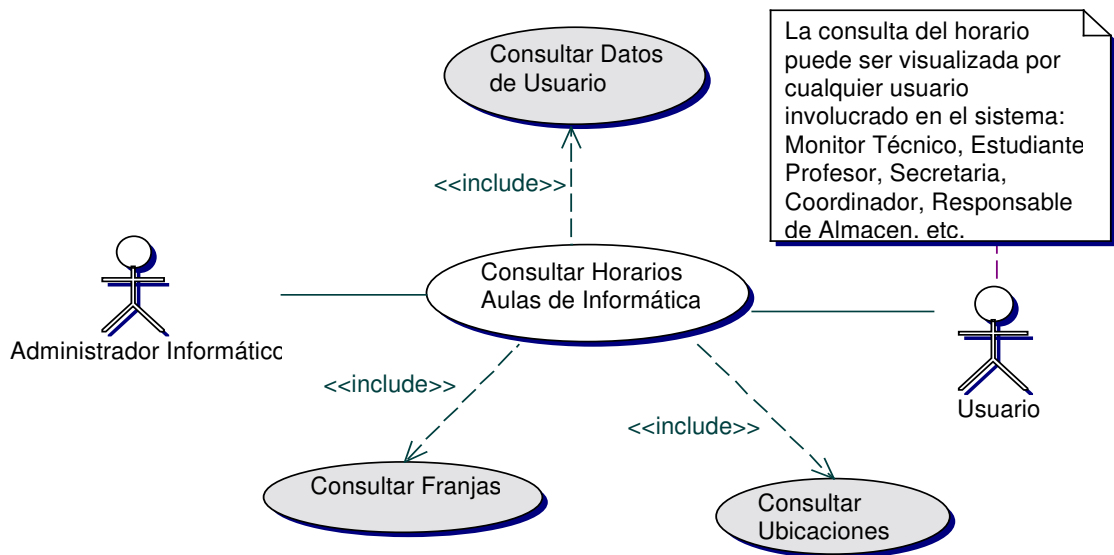 Consultar Datos
de Usuario
La consulta del horario
puede ser visualizada por
cualquier usuario
involucrado en el sistema:
Monitor Técnico, Estudiante
Profesor, Secretaria,
Coordinador, Responsable
de Almacen. etc.
<<include>>
Consultar Horarios
Aulas de Informática
Administrador Informático
Usuario
<<include>>
<<include>>
Consultar Franjas
Consultar
Ubicaciones